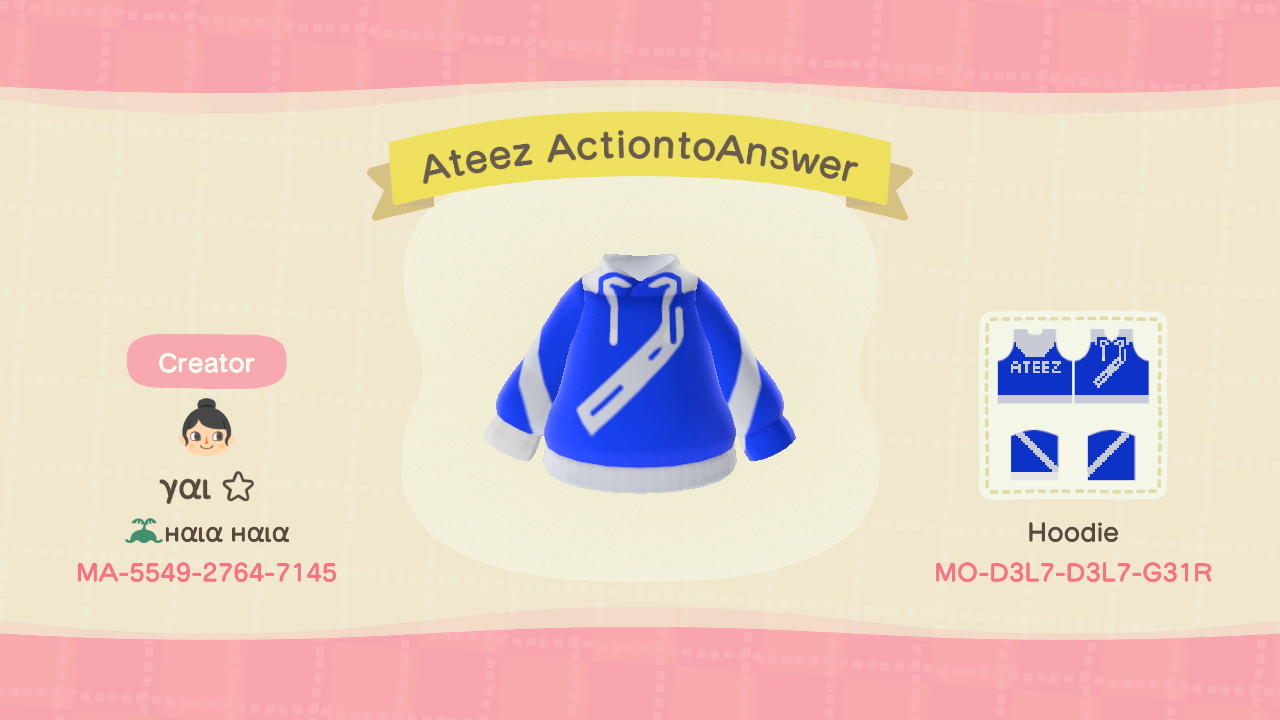 Ateez ActiontoAnswer
Creator
γαι ☆
нαια нαια
MA-5549-2764-7145
ATEEZ
Hoodie
MO-D3L7-D3L7-G31R